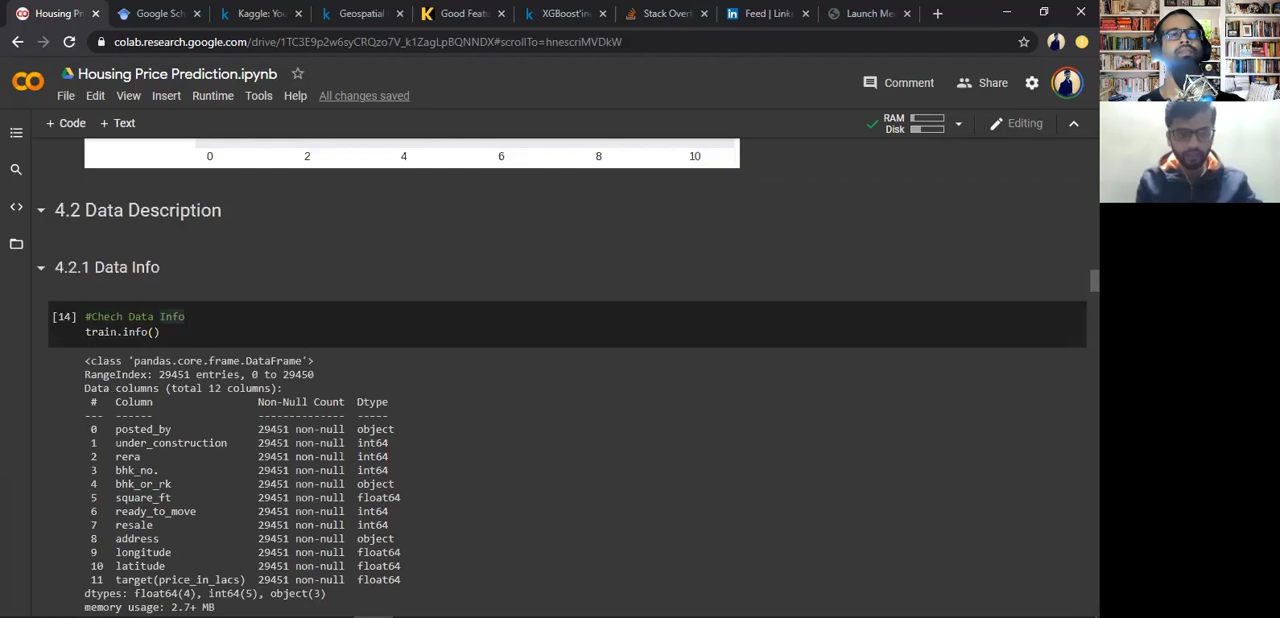 Housing Pr
Google Sch
Kaggle: You
Geospatial
Good Featu
XGBoost'ing
Stack Overf
Feed | Linke
Launch Mee
colab.research.google.com/drive/1TC3E9p2w6syCRQzr7V_k1ZagLpBQNNDX#scrollTo=hnescriMVDkW
CO
Housing Price Prediction.ipynb
Comment
Share
File Edit View Insert Runtime Tools Help All changes saved
+ Code + Text
RAM
Disk
Editing
0 2 4 6 8 10
4.2 Data Description
4.2.1 Data Info
[14] #Chech Data Info
train.info()
<class 'pandas.core.frame.DataFrame'>
RangeIndex: 29451 entries, 0 to 29450
Data columns (total 12 columns):
# Column Non-Null Count Dtype
--- ------ -------------- -----
0 posted_by 29451 non-null object
1 under_construction 29451 non-null int64
2 rera 29451 non-null int64
3 bhk_no. 29451 non-null int64
4 bhk_or_rk 29451 non-null object
5 square_ft 29451 non-null float64
6 ready_to_move 29451 non-null int64
7 resale 29451 non-null int64
8 address 29451 non-null object
9 longitude 29451 non-null float64
10 latitude 29451 non-null float64
11 target(price_in_lacs) 29451 non-null float64
dtypes: float64(4), int64(5), object(3)
memory usage: 2.7+ MB